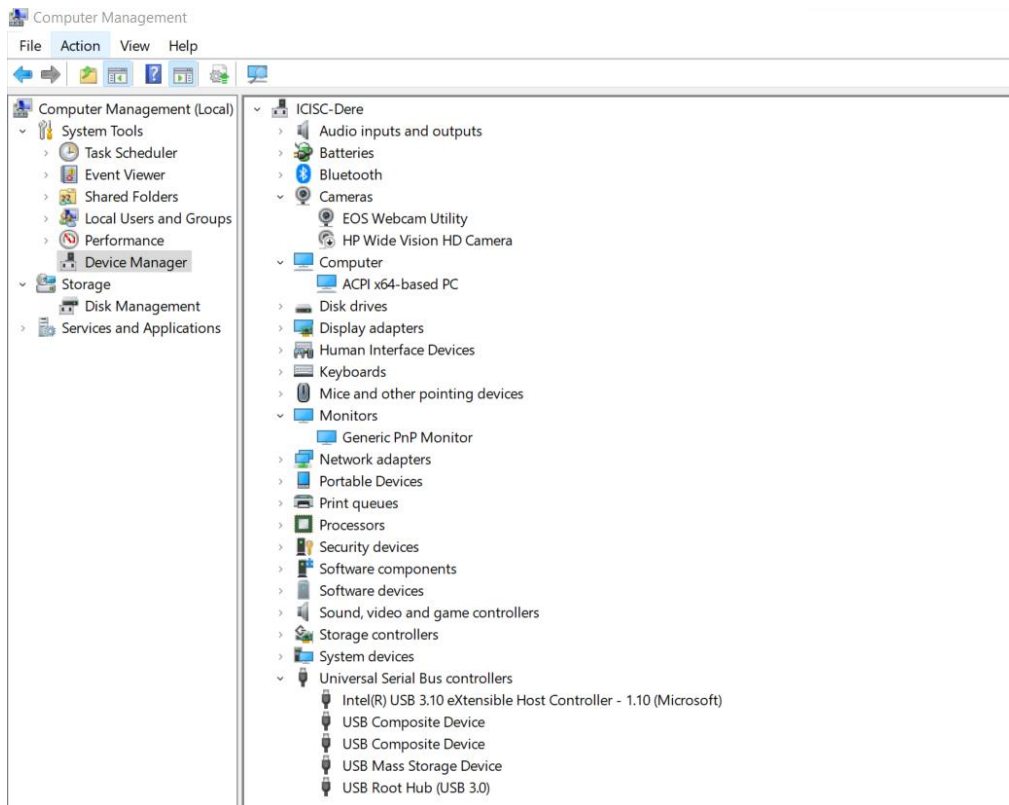 Computer Management
File Action View Help
Computer Management (Local)
System Tools
Task Scheduler
Event Viewer
Shared Folders
Local Users and Groups
Performance
Device Manager
Storage
Disk Management
Services and Applications
ICISC-Dere
Audio inputs and outputs
Batteries
Bluetooth
Cameras
EOS Webcam Utility
HP Wide Vision HD Camera
Computer
ACPI x64-based PC
Disk drives
Display adapters
Human Interface Devices
Keyboards
Mice and other pointing devices
Monitors
Generic PnP Monitor
Network adapters
Portable Devices
Print queues
Processors
Security devices
Software components
Software devices
Sound, video and game controllers
Storage controllers
System devices
Universal Serial Bus controllers
Intel(R) USB 3.10 eXtensible Host Controller - 1.10 (Microsoft)
USB Composite Device
USB Composite Device
USB Mass Storage Device
USB Root Hub (USB 3.0)